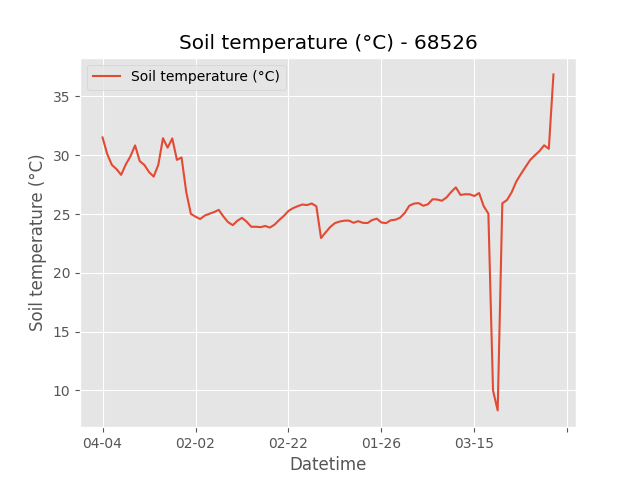 Soil temperature (°C) - 68526
Soil temperature (°C)
35
30
25
20
15
10
Soil temperature (°C)
04-04
02-02
02-22
01-26
03-15
Datetime